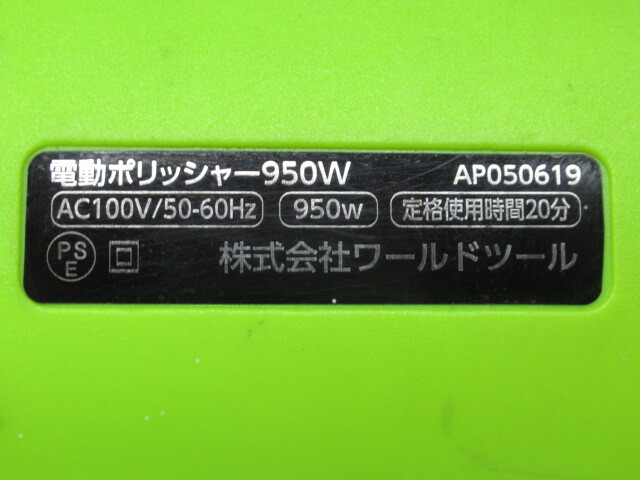 電動ポリッシャー950W AP050619
AC100V/50-60Hz 950w 定格使用時間20分
PSE 株式会社ワールドツール